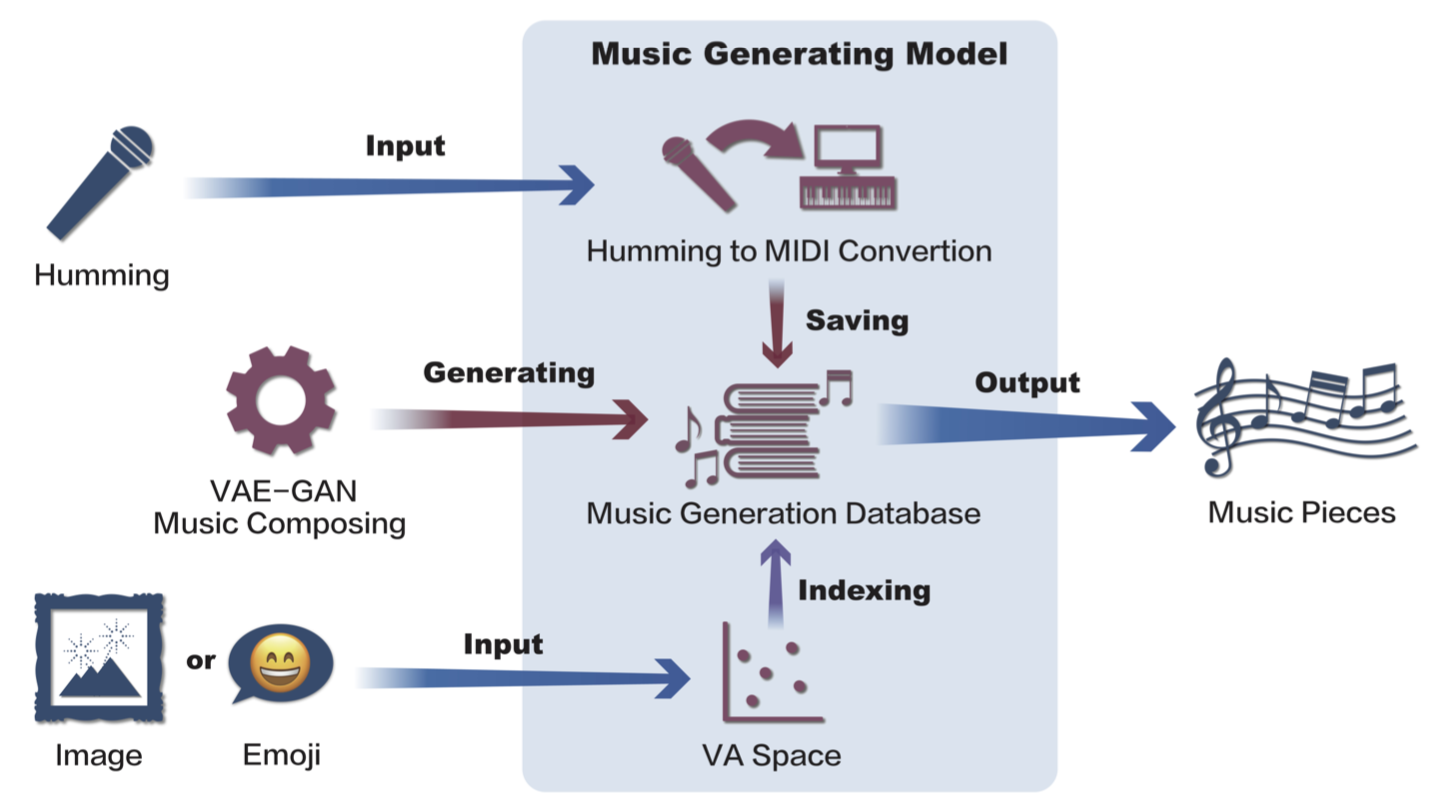 Music Generating Model
Input
Humming
Humming to MIDI Convertion
Saving
Generating
VAE-GAN
Music Composing
Music Generation Database
Output
Music Pieces
Indexing
Input
or
Image
Emoji
VA Space